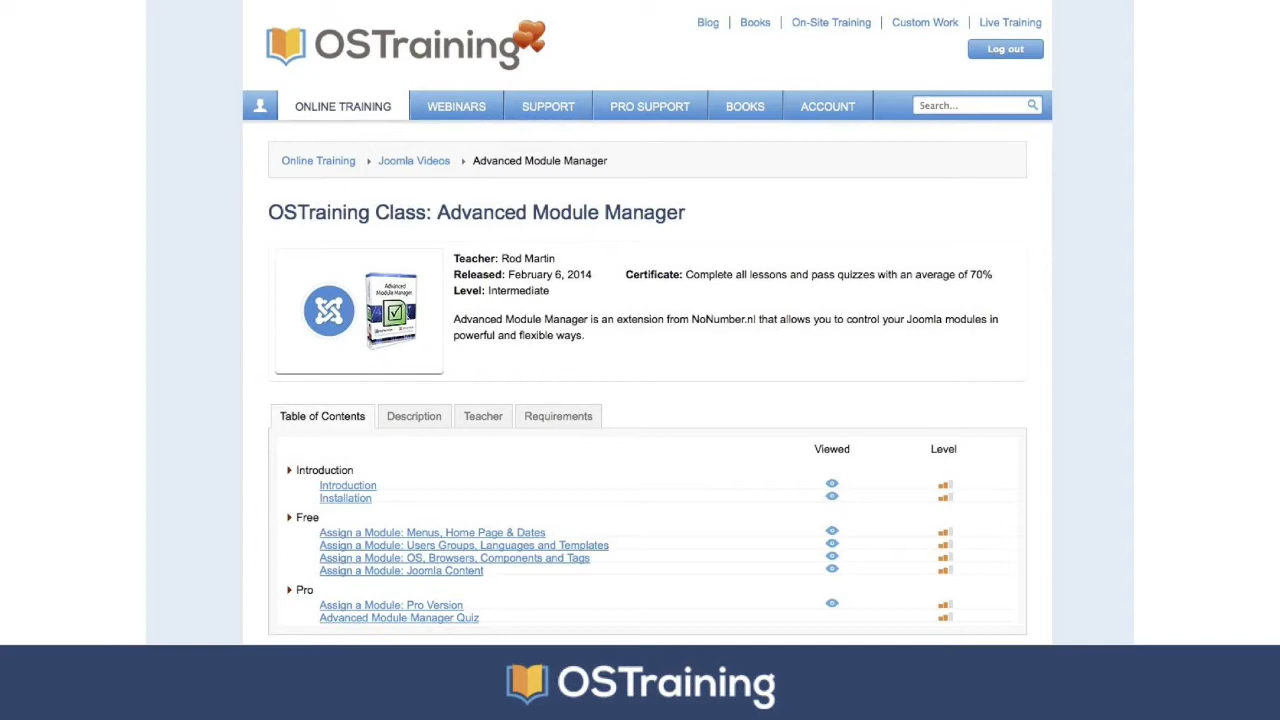 OSTraining
Blog | Books | On-Site Training | Custom Work | Live Training
Log out
ONLINE TRAINING WEBINARS SUPPORT PRO SUPPORT BOOKS ACCOUNT Search...
Online Training Joomla Videos Advanced Module Manager
OSTraining Class: Advanced Module Manager
Teacher: Rod Martin
Released: February 6, 2014 Certificate: Complete all lessons and pass quizzes with an average of 70%
Level: Intermediate
Advanced
Module Manager
Advanced Module Manager is an extension from NoNumber.nl that allows you to control your Joomla modules in
powerful and flexible ways.
Table of Contents Description Teacher Requirements
Viewed Level
Introduction
Introduction
Installation
Free
Assign a Module: Menus, Home Page & Dates
Assign a Module: Users Groups, Languages and Templates
Assign a Module: OS, Browsers, Components and Tags
Assign a Module: Joomla Content
Pro
Assign a Module: Pro Version
Advanced Module Manager Quiz
OSTraining